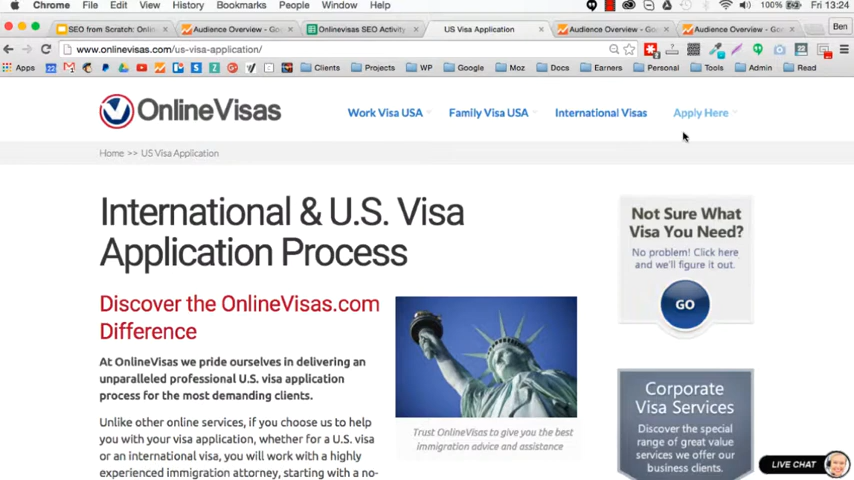 Chrome File Edit View History Bookmarks People Window Help 100% Fri 13:24
SEO from Scratch: Onlin Audience Overview - Goo Onlinevisas SEO Activity US Visa Application Audience Overview - Goo Audience Overview - Goo Ben
www.onlinevisas.com/us-visa-application/
Apps Clients Projects WP Google Moz Docs Earners Personal Tools Admin Read
OnlineVisas Work Visa USA Family Visa USA International Visas Apply Here
Home >> US Visa Application
International & U.S. Visa
Application Process
Discover the OnlineVisas.com
Difference
At OnlineVisas we pride ourselves in delivering an
unparalleled professional U.S. visa application
process for the most demanding clients.
Unlike other online services, if you choose us to help
you with your visa application, whether for a U.S. visa
or an international visa, you will work with a highly
experienced immigration attorney, starting with a no-
Trust OnlineVisas to give you the best
immigration advice and assistance
Not Sure What
Visa You Need?
No problem! Click here
and we'll figure it out.
GO
Corporate
Visa Services
Discover the special
range of great value
services we offer our
business clients.
LIVE CHAT